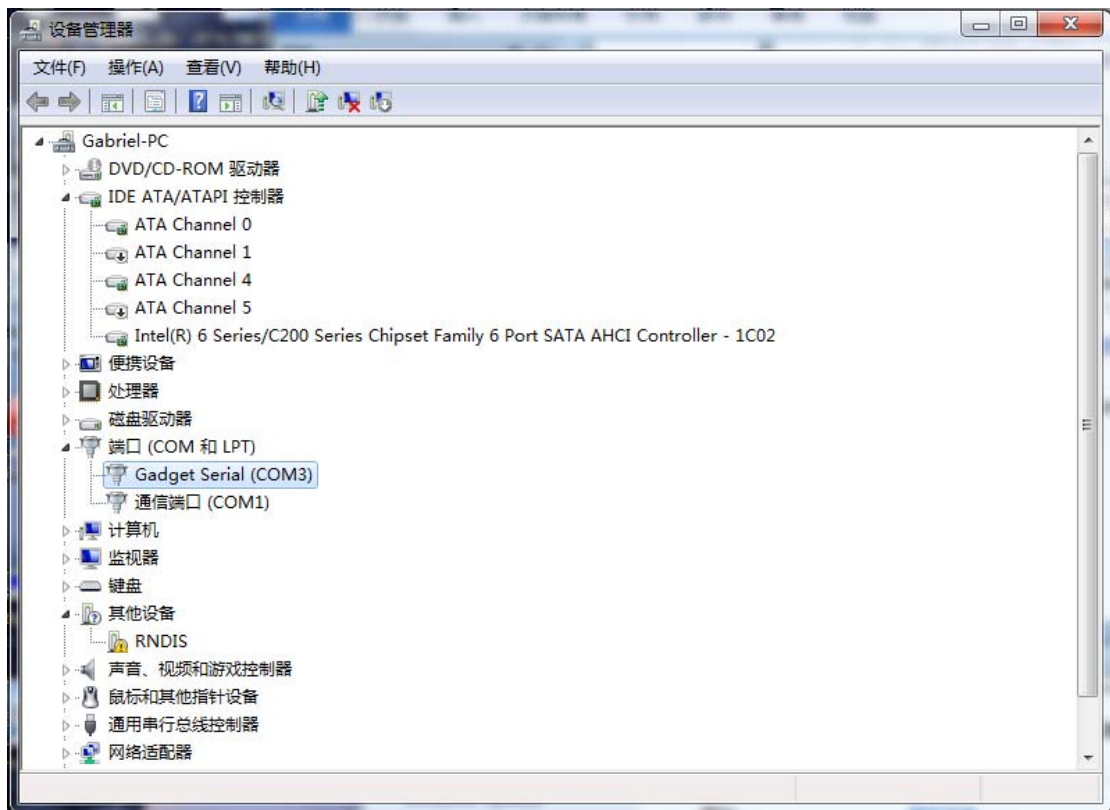 设备管理器
文件(F) 操作(A) 查看(V) 帮助(H)
Gabriel-PC
DVD/CD-ROM 驱动器
IDE ATA/ATAPI 控制器
ATA Channel 0
ATA Channel 1
ATA Channel 4
ATA Channel 5
Intel(R) 6 Series/C200 Series Chipset Family 6 Port SATA AHCI Controller - 1C02
便携设备
处理器
磁盘驱动器
端口 (COM 和 LPT)
Gadget Serial (COM3)
通信端口 (COM1)
计算机
监视器
键盘
其他设备
RNDIS
声音、视频和游戏控制器
鼠标和其他指针设备
通用串行总线控制器
网络适配器